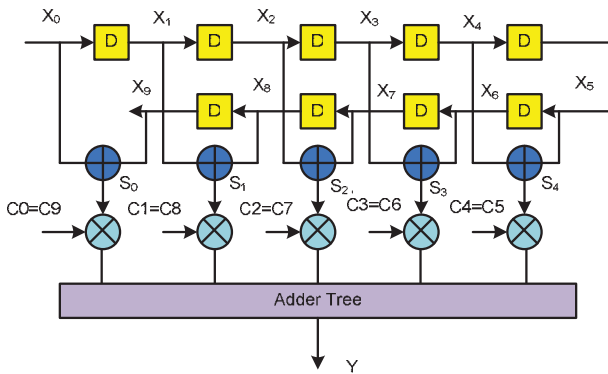 X0 X1 X2 X3 X4
D D D D D
X9 X8 X7 X6 X5
D D D D
S0 S1 S2, S3 S4
C0=C9 C1=C8 C2=C7 C3=C6 C4=C5
Adder Tree
Y